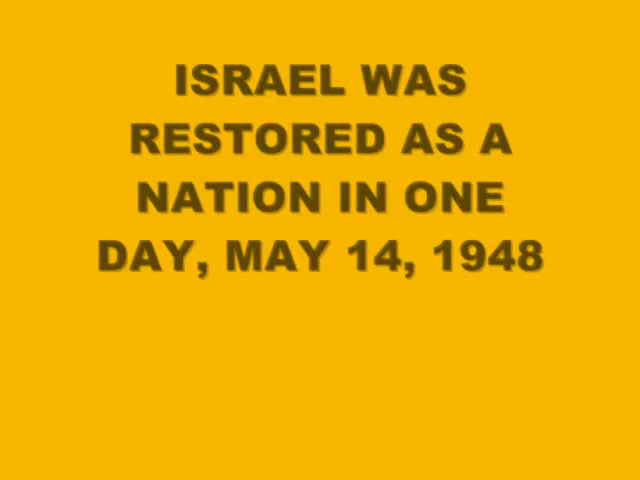 ISRAEL WAS
RESTORED AS A
NATION IN ONE
DAY, MAY 14, 1948